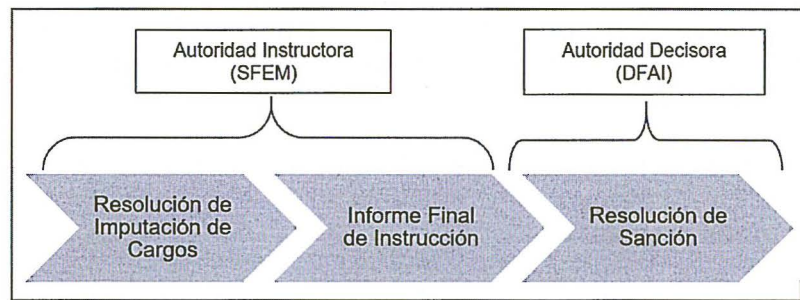 Autoridad Instructora
(SFEM)
Autoridad Decisora
(DFAI)
Resolución de
Imputación de
Cargos
Informe Final
de Instrucción
Resolución de
Sanción